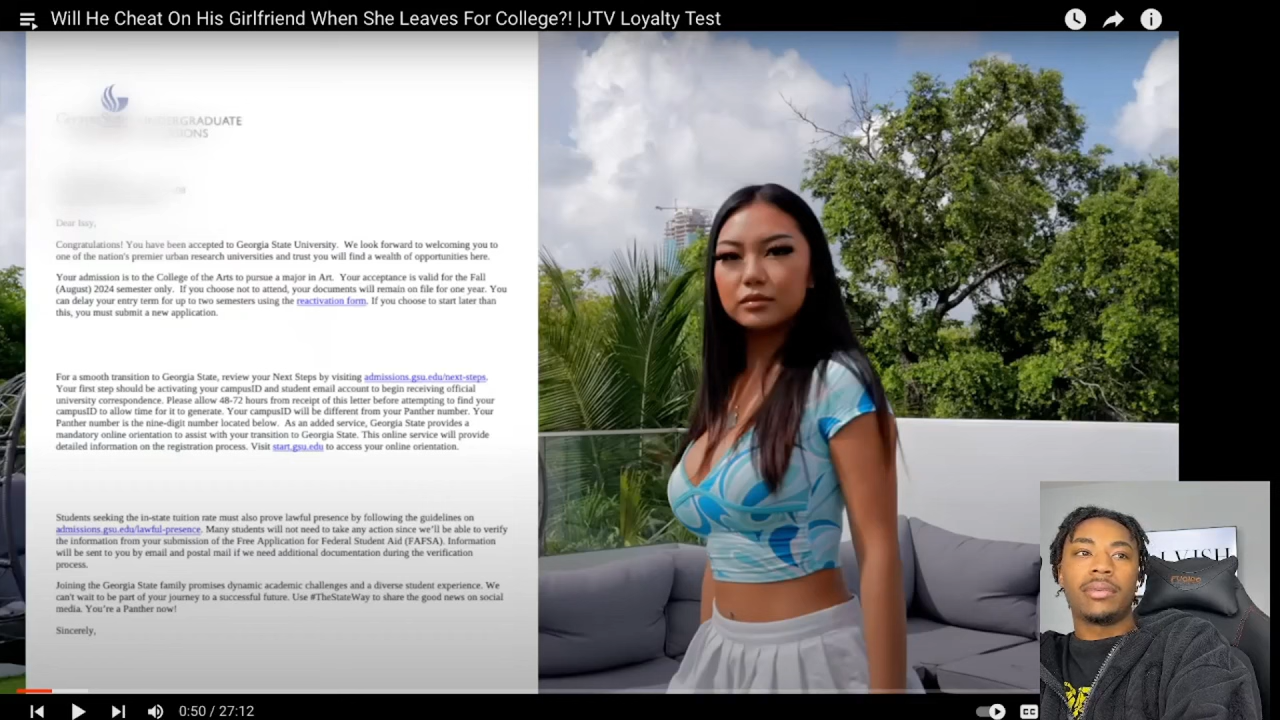 Will He Cheat On His Girlfriend When She Leaves For College?! |JTV Loyalty Test
UNDERGRADUATE
Dear Isay,
Congratulations! You have been accepted to Georgia State University. We look forward to welcoming you to
one of the nation's premier urban research universities and trust you will find a wealth of opportunities here.
Your admission is to the College of the Arts to pursue a major in Art. Your acceptance is valid for the Fall
(August) 2024 semester only. If you choose not to attend, your documents will remain on file for one year. You
can delay your entry term for up to two semesters using the reactivation form. If you choose to start later than
this, you must submit a new application.
For a smooth transition to Georgia State, review your Next Steps by visiting admissions.gsu.edu/next-steps.
Your first step should be activating your campusID and student email account to begin receiving official
university correspondence. Please allow 48-72 hours from receipt of this letter before attempting to find your
campusID to allow time for it to generate. Your campusID will be different from your Panther number. Your
Panther number is the nine-digit number located below. As an added service, Georgia State provides a
mandatory online orientation to assist with your transition to Georgia State. This online service will provide
detailed information on the registration process. Visit start.gsu.edu to access your online orientation.
Students seeking the in-state tuition rate must also prove lawful presence by following the guidelines on
admissions.gsu.edu/lawful-presence. Many students will not need to take any action since we'll be able to verify
the information from your submission of the Free Application for Federal Student Aid (FAFSA). Information
will be sent to you by email and postal mail if we need additional documentation during the verification
process.
Joining the Georgia State family promises dynamic academic challenges and a diverse student experience. We
can't wait to be part of your journey to a successful future. Use #TheStateWay to share the good news on social
media. You're a Panther now!
Sincerely,
0:50 / 27:12
CC